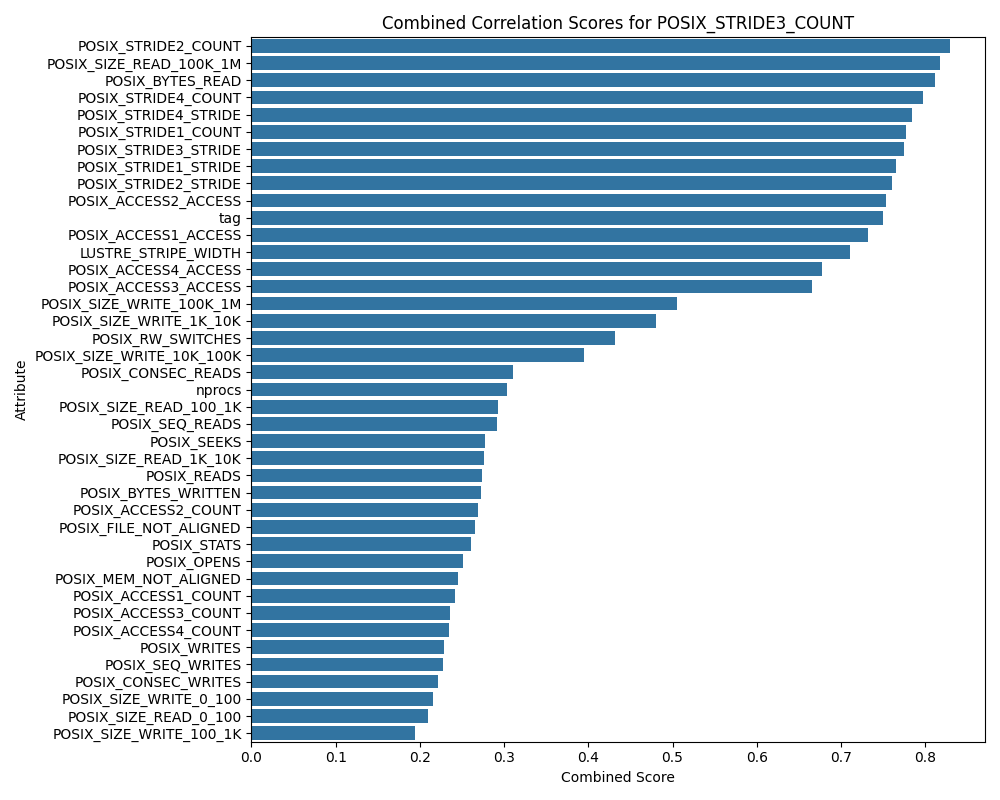 Combined Correlation Scores for POSIX_STRIDE3_COUNT
POSIX_STRIDE2_COUNT
POSIX_SIZE_READ_100K_1M
POSIX_BYTES_READ
POSIX_STRIDE4_COUNT
POSIX_STRIDE4_STRIDE
POSIX_STRIDE1_COUNT
POSIX_STRIDE3_STRIDE
POSIX_STRIDE1_STRIDE
POSIX_STRIDE2_STRIDE
POSIX_ACCESS2_ACCESS
tag
POSIX_ACCESS1_ACCESS
LUSTRE_STRIPE_WIDTH
POSIX_ACCESS4_ACCESS
POSIX_ACCESS3_ACCESS
POSIX_SIZE_WRITE_100K_1M
POSIX_SIZE_WRITE_1K_10K
POSIX_RW_SWITCHES
POSIX_SIZE_WRITE_10K_100K
POSIX_CONSEC_READS
nprocs
POSIX_SIZE_READ_100_1K
POSIX_SEQ_READS
POSIX_SEEKS
POSIX_SIZE_READ_1K_10K
POSIX_READS
POSIX_BYTES_WRITTEN
POSIX_ACCESS2_COUNT
POSIX_FILE_NOT_ALIGNED
POSIX_STATS
POSIX_OPENS
POSIX_MEM_NOT_ALIGNED
POSIX_ACCESS1_COUNT
POSIX_ACCESS3_COUNT
POSIX_ACCESS4_COUNT
POSIX_WRITES
POSIX_SEQ_WRITES
POSIX_CONSEC_WRITES
POSIX_SIZE_WRITE_0_100
POSIX_SIZE_READ_0_100
POSIX_SIZE_WRITE_100_1K
Attribute
0.0 0.1 0.2 0.3 0.4 0.5 0.6 0.7 0.8
Combined Score